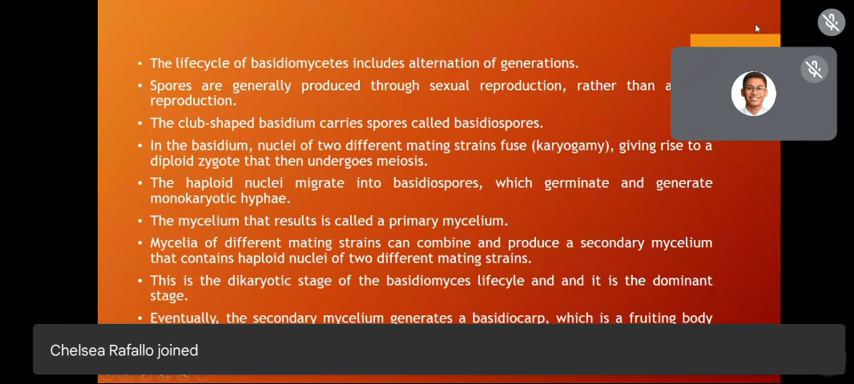 • The lifecycle of basidiomycetes includes alternation of generations.
• Spores are generally produced through sexual reproduction, rather than a
reproduction.
• The club-shaped basidium carries spores called basidiospores.
• In the basidium, nuclei of two different mating strains fuse (karyogamy), giving rise to a
diploid zygote that then undergoes meiosis.
• The haploid nuclei migrate into basidiospores, which germinate and generate
monokaryotic hyphae.
• The mycelium that results is called a primary mycelium.
• Mycelia of different mating strains can combine and produce a secondary mycelium
that contains haploid nuclei of two different mating strains.
• This is the dikaryotic stage of the basidiomyces lifecyle and and it is the dominant
stage.
• Eventually, the secondary mycelium generates a basidiocarp, which is a fruiting body
Chelsea Rafallo joined